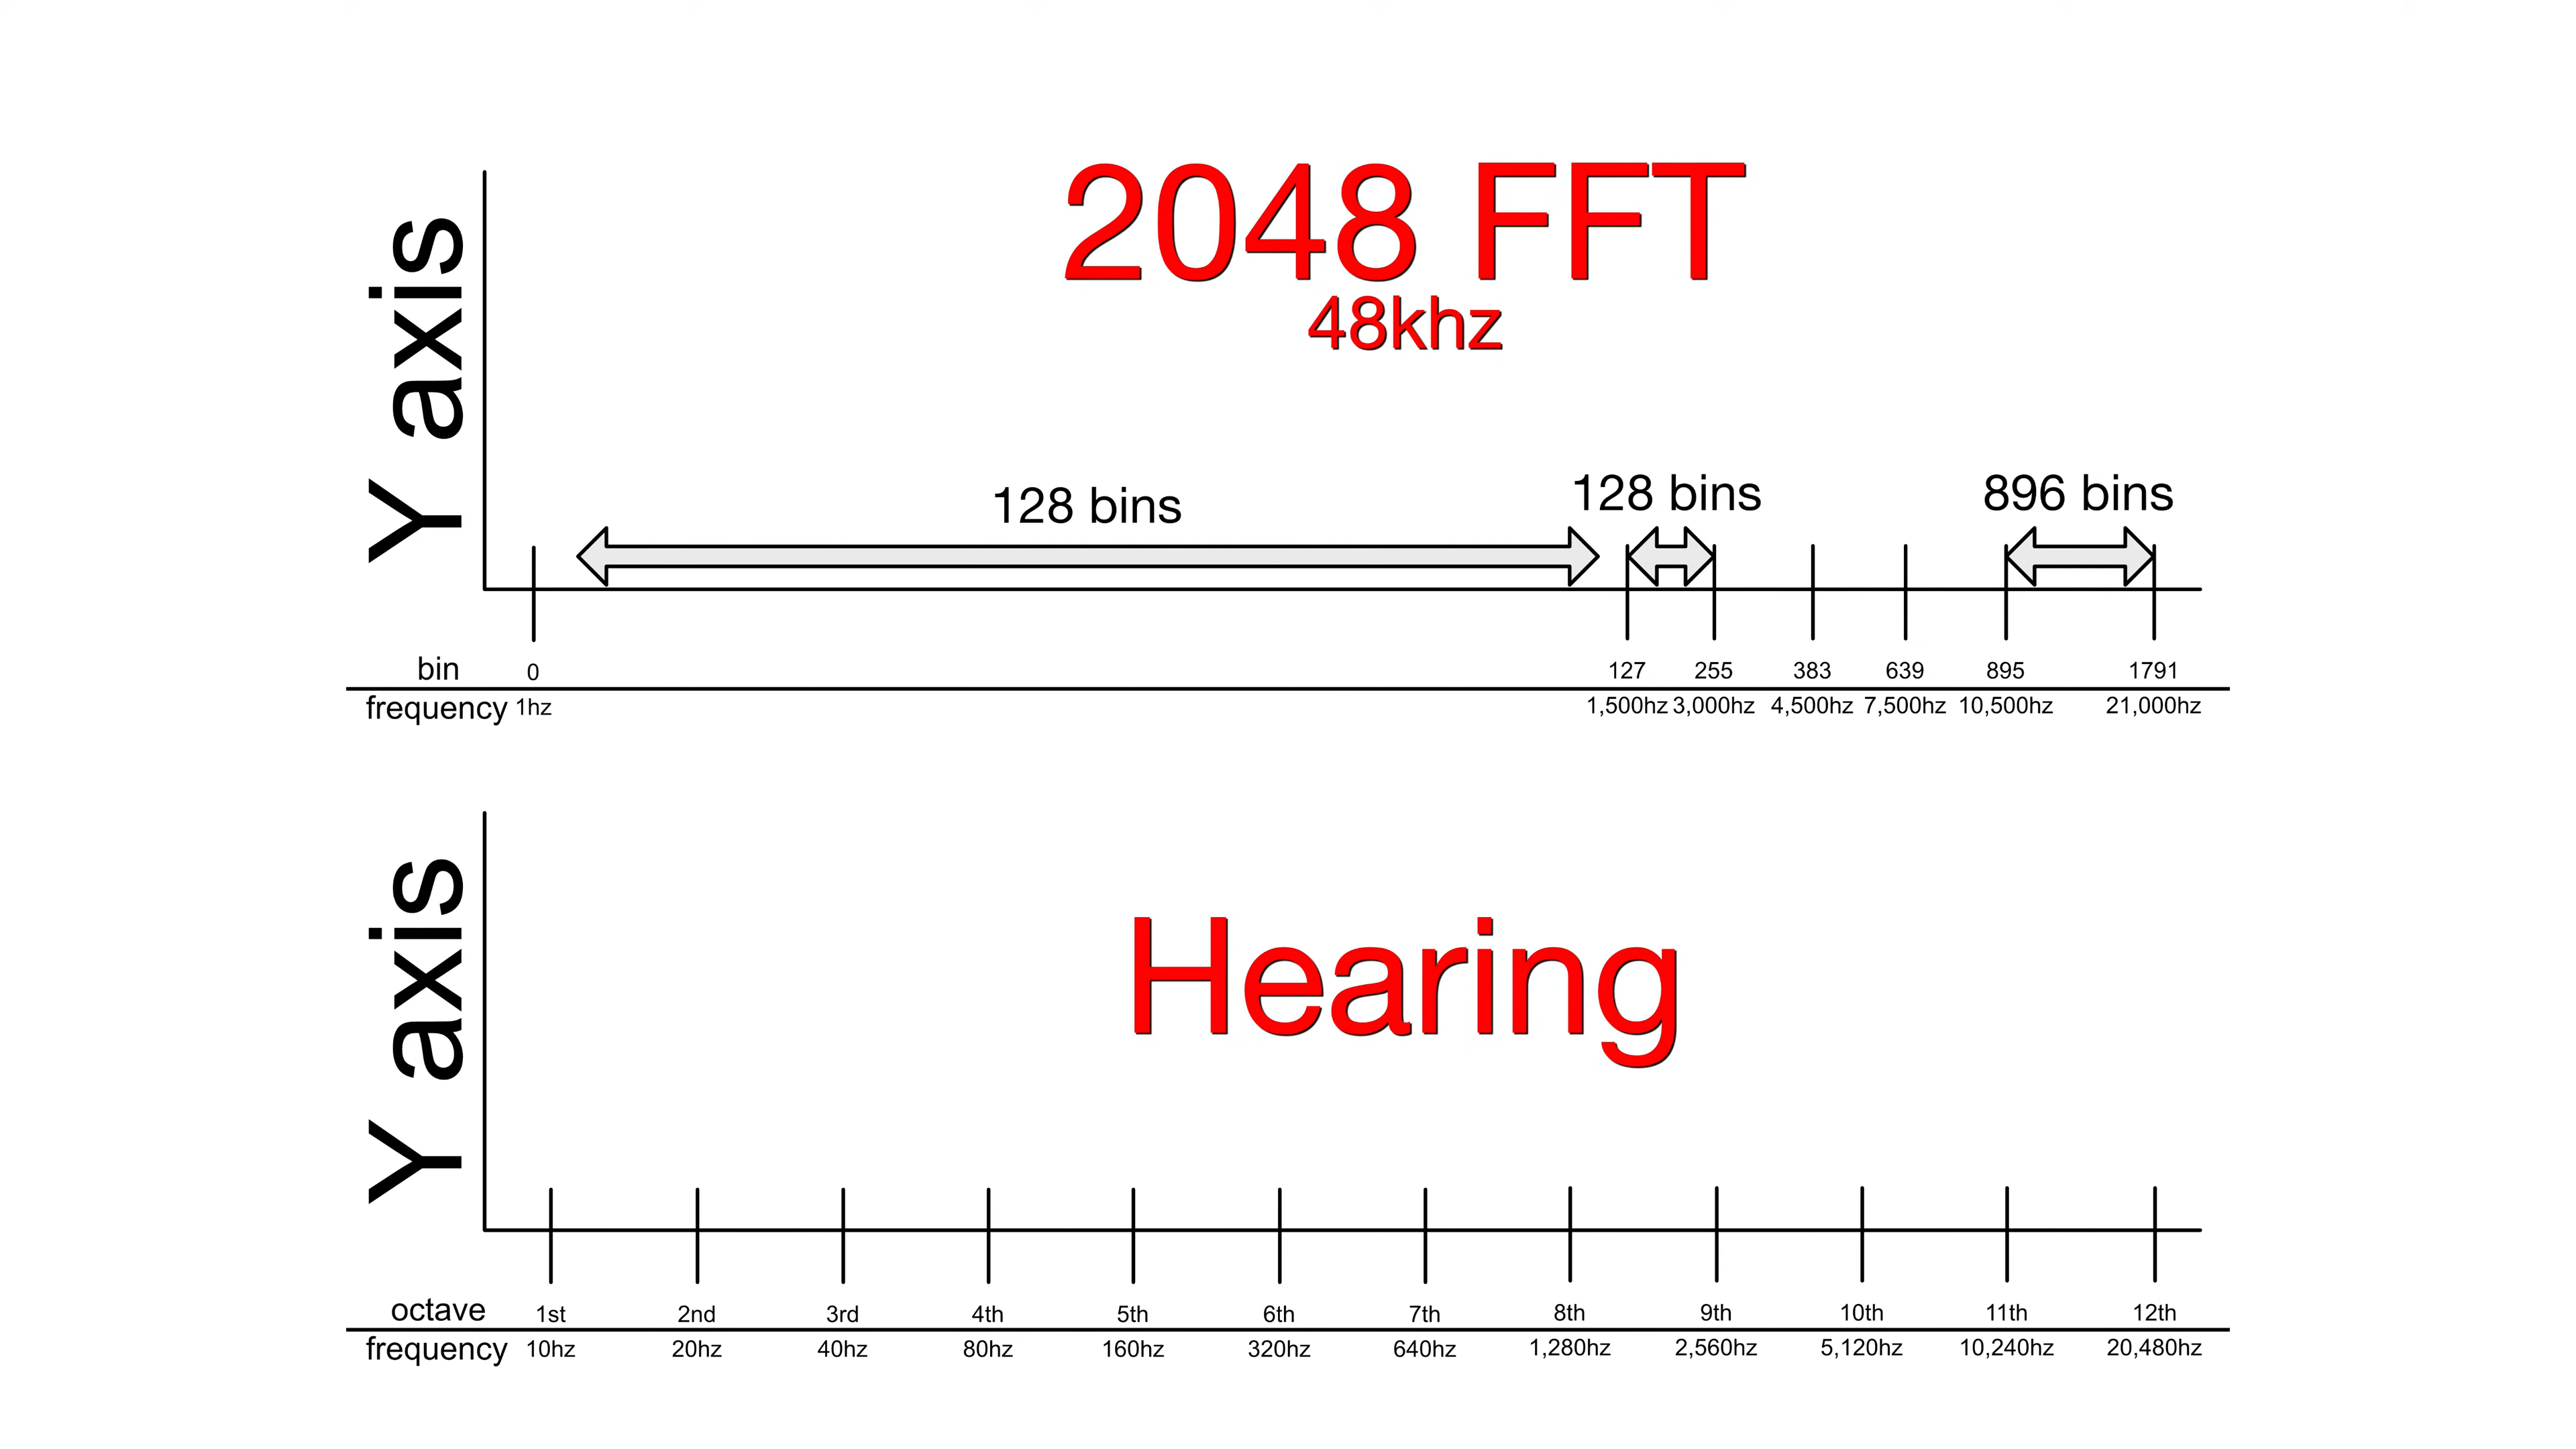 2048 FFT
48khz
Y axis
128 bins
128 bins
896 bins
bin 0 127 255 383 639 895 1791
frequency 1hz 1,500hz 3,000hz 4,500hz 7,500hz 10,500hz 21,000hz
Y axis
Hearing
octave 1st 2nd 3rd 4th 5th 6th 7th 8th 9th 10th 11th 12th
frequency 10hz 20hz 40hz 80hz 160hz 320hz 640hz 1,280hz 2,560hz 5,120hz 10,240hz 20,480hz